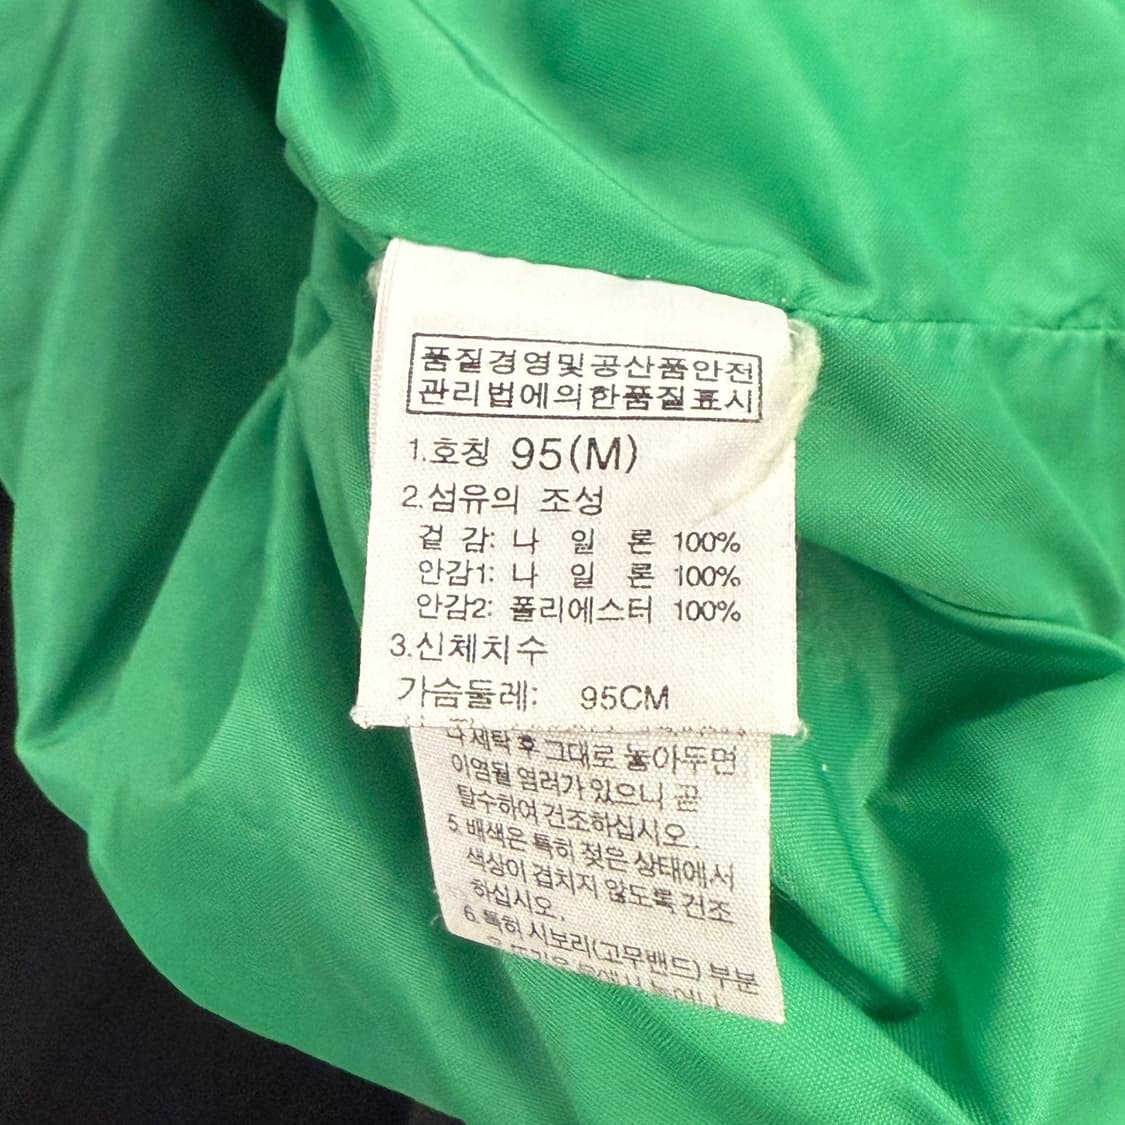 품질경영및공산품안전
관리법에의한품질표시
1.호칭 95(M)
2.섬유의 조성
겉 감: 나 일 론 100%
안감1: 나 일 론 100%
안감2: 폴리에스터 100%
3.신체치수
가슴둘레: 95CM
나 세탁 후 그대로 놓아두면
이염될 염려가 있으니 곧
탈수하여 건조하십시오.
5.배색은 특히 젖은 상태에서
색상이 겹치지 않도록 건조
하십시오.
6.특히 시보리(고무밴드) 부분